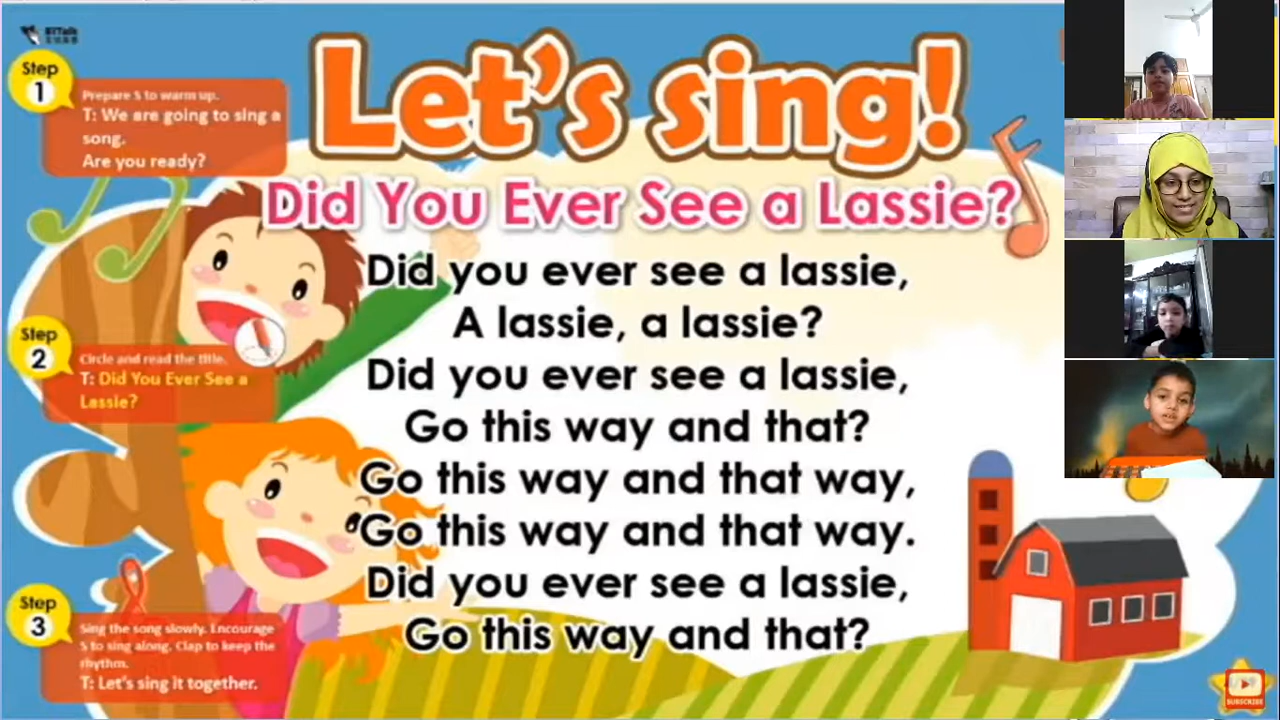 BYTalk
Let's sing!
Did You Ever See a Lassie?
Step
1
Prepare S to warm up.
T: We are going to sing a
song.
Are you ready?
Did you ever see a lassie,
A lassie, a lassie?
Did you ever see a lassie,
Go this way and that?
Go this way and that way,
Go this way and that way.
Did you ever see a lassie,
Go this way and that?
Step
2
Circle and read the title.
T: Did You Ever See a
Lassie?
Step
3
Sing the song slowly. Encourage
S to sing along. Clap to keep the
rhythm.
T: Let's sing it together.
SUBSCRIBE